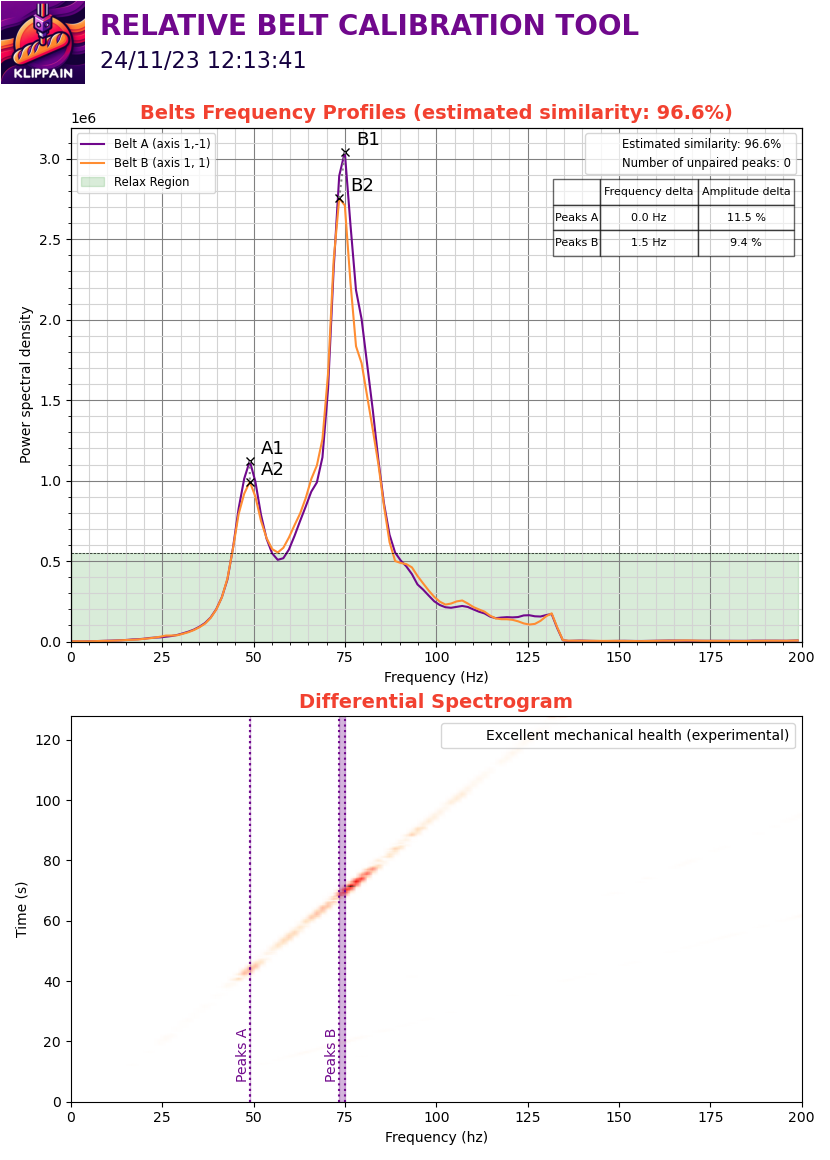 KLIPPAIN
RELATIVE BELT CALIBRATION TOOL
24/11/23 12:13:41
Belts Frequency Profiles (estimated similarity: 96.6%)
1e6
Belt A (axis 1,-1)
Belt B (axis 1, 1)
Relax Region
Estimated similarity: 96.6%
Number of unpaired peaks: 0
Frequency delta Amplitude delta
Peaks A 0.0 Hz 11.5 %
Peaks B 1.5 Hz 9.4 %
B1
B2
A1
A2
3.0
2.5
2.0
1.5
1.0
0.5
0.0
Power spectral density
0 25 50 75 100 125 150 175 200
Frequency (Hz)
Differential Spectrogram
Excellent mechanical health (experimental)
120
100
80
60
40
20
0
Time (s)
Peaks A
Peaks B
0 25 50 75 100 125 150 175 200
Frequency (hz)